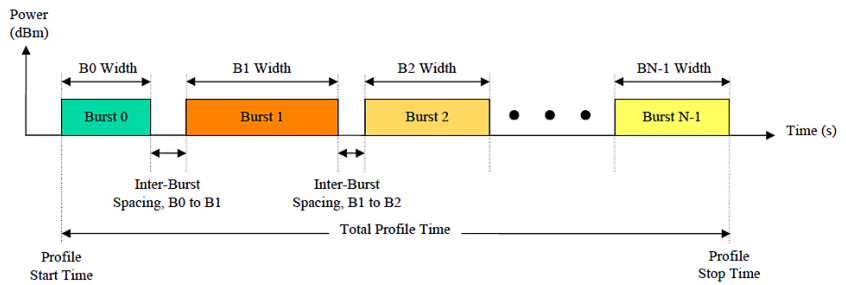 Power
(dBm)
B0 Width
B1 Width
B2 Width
BN-1 Width
Burst 0
Burst 1
Burst 2
Burst N-1
Time (s)
Inter-Burst
Spacing, B0 to B1
Inter-Burst
Spacing, B1 to B2
Total Profile Time
Profile
Start Time
Profile
Stop Time